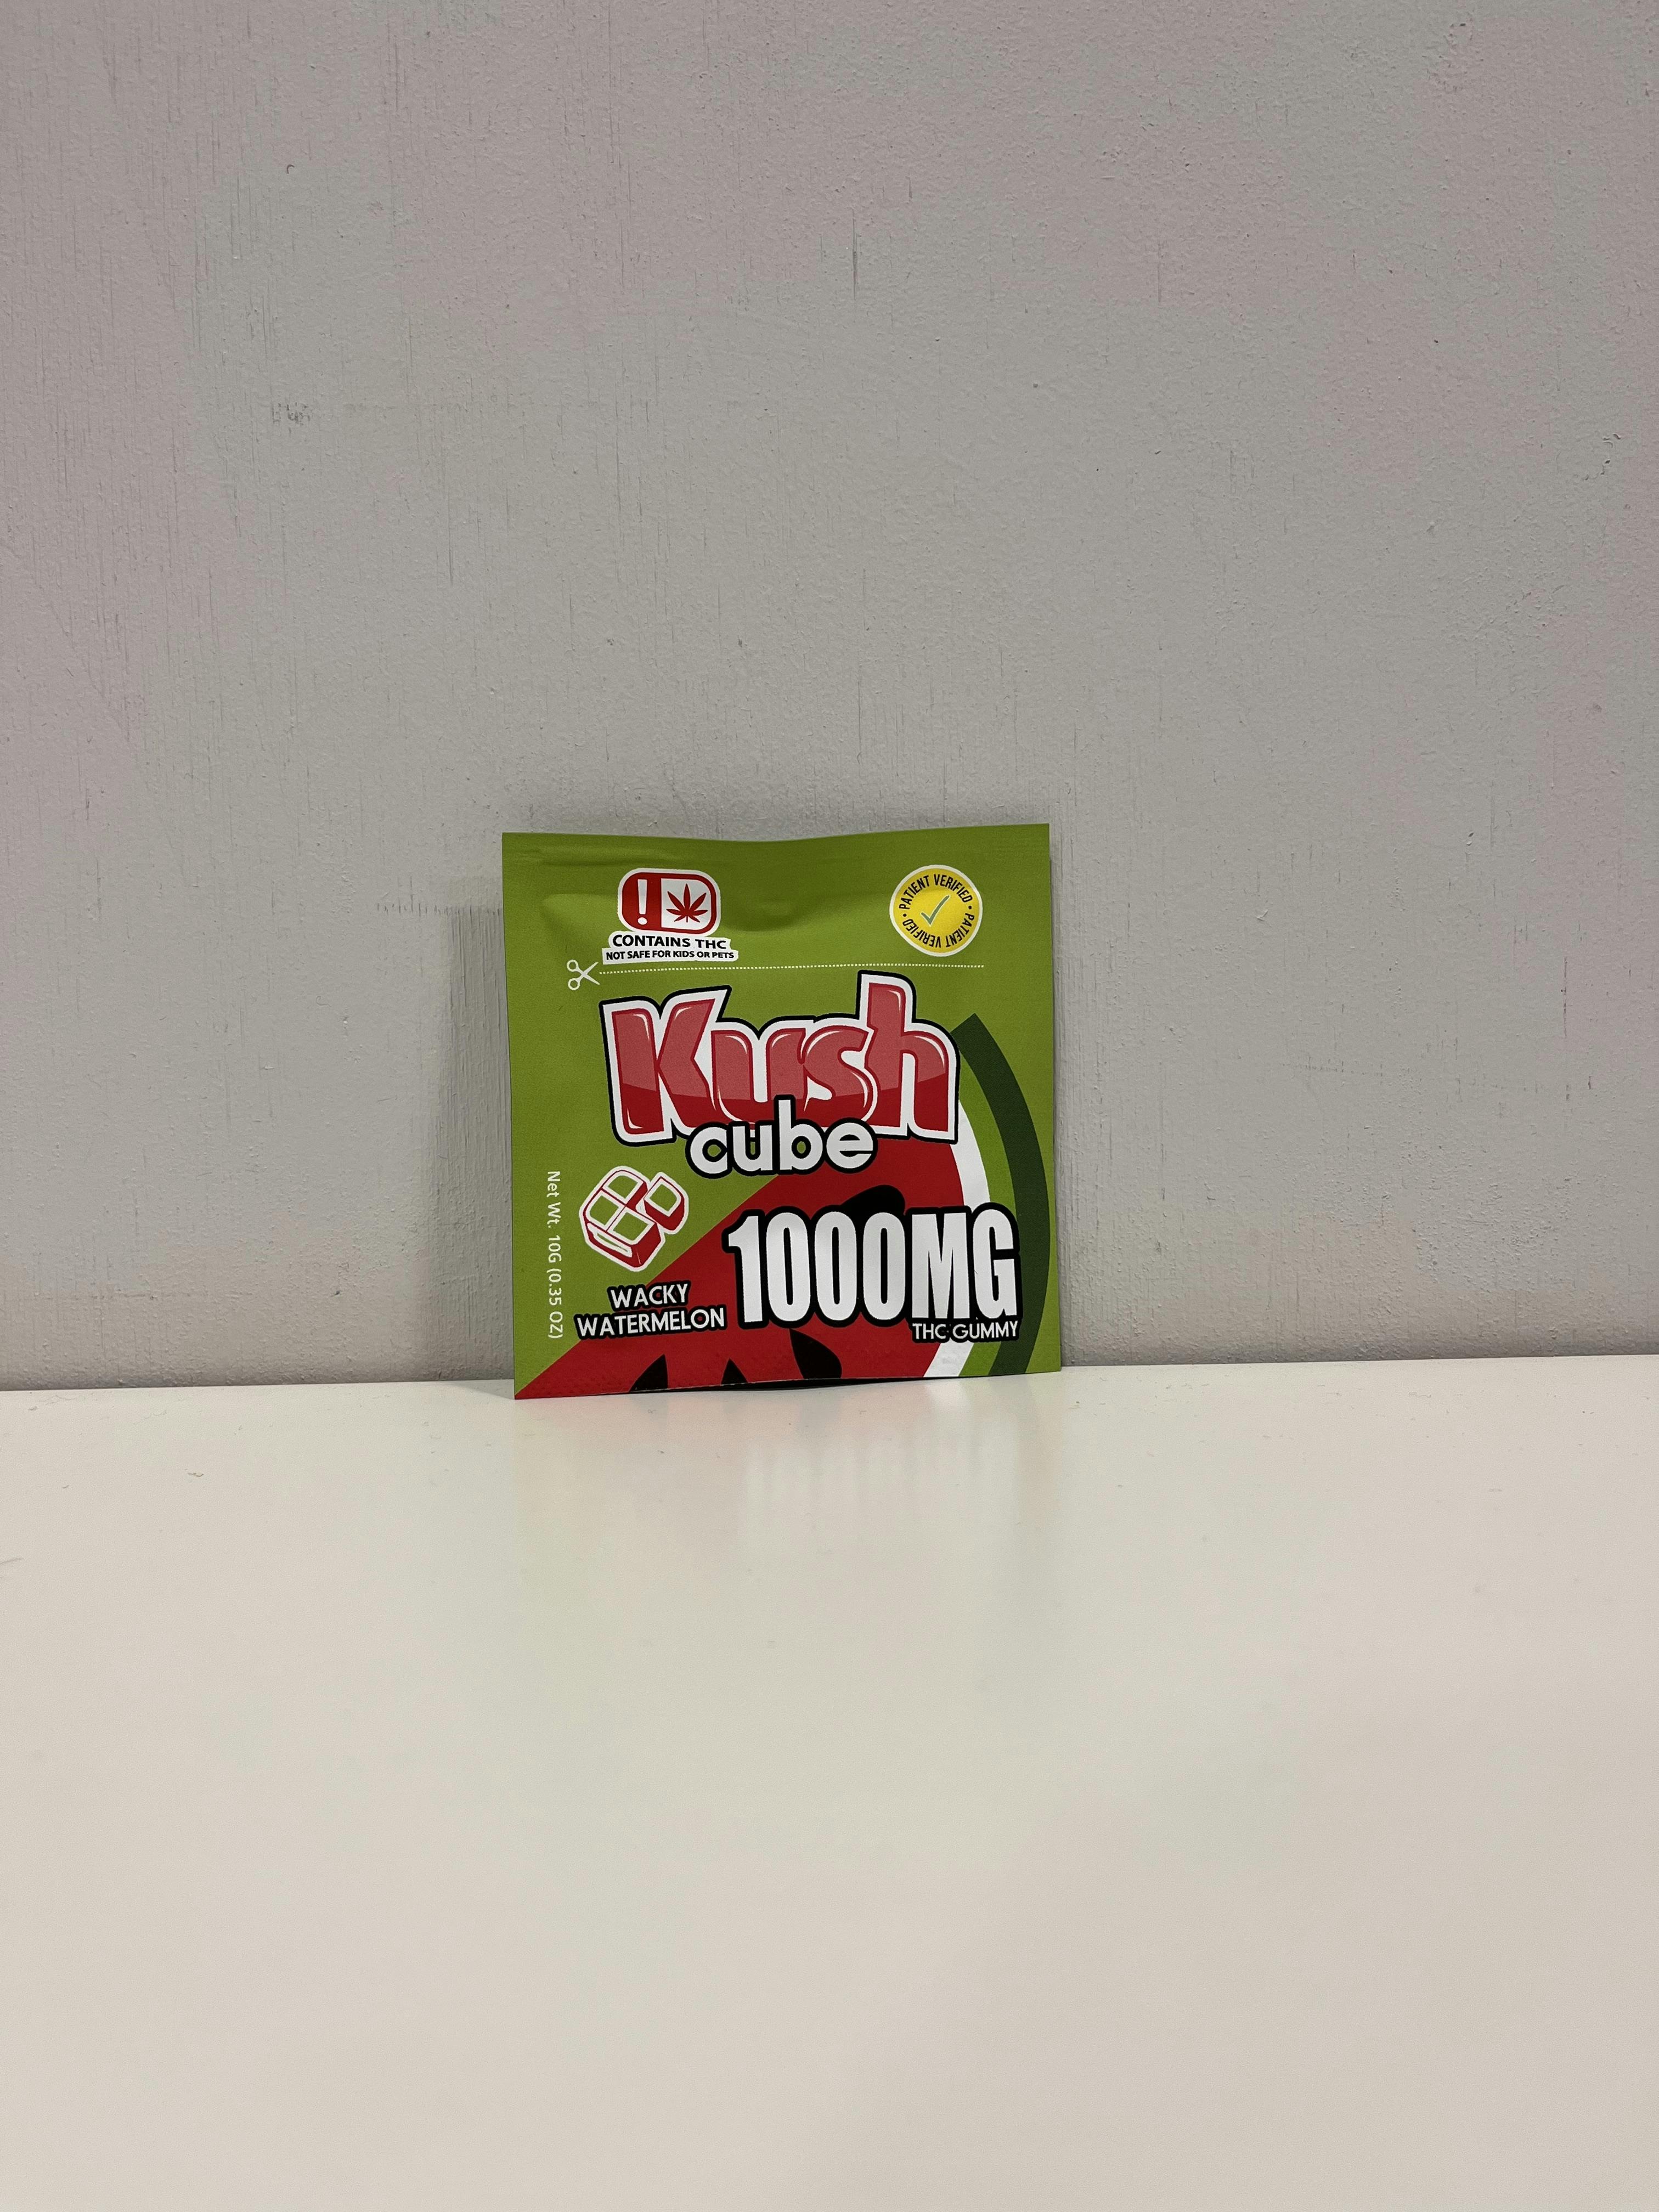 CONTAINS THC
NOT SAFE FOR KIDS OR PETS
PATIENT VERIFIED • PATIENT VERIFIED •
Kush
cube
1000MG
THC GUMMY
WACKY
WATERMELON
Net Wt. 10G (0.35 OZ)